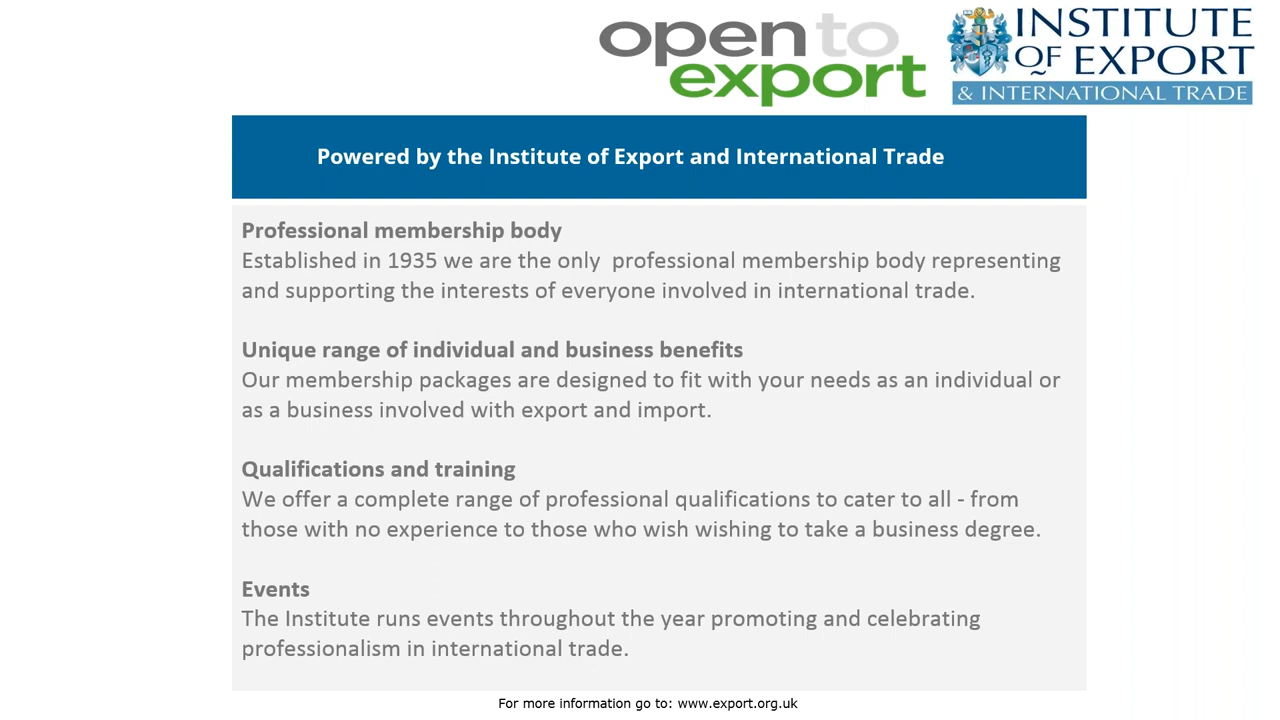 open to
export
INSTITUTE
OF EXPORT
& INTERNATIONAL TRADE
Powered by the Institute of Export and International Trade
Professional membership body
Established in 1935 we are the only  professional membership body representing
and supporting the interests of everyone involved in international trade.
Unique range of individual and business benefits
Our membership packages are designed to fit with your needs as an individual or
as a business involved with export and import.
Qualifications and training
We offer a complete range of professional qualifications to cater to all - from
those with no experience to those who wish wishing to take a business degree.
Events
The Institute runs events throughout the year promoting and celebrating
professionalism in international trade.
For more information go to: www.export.org.uk